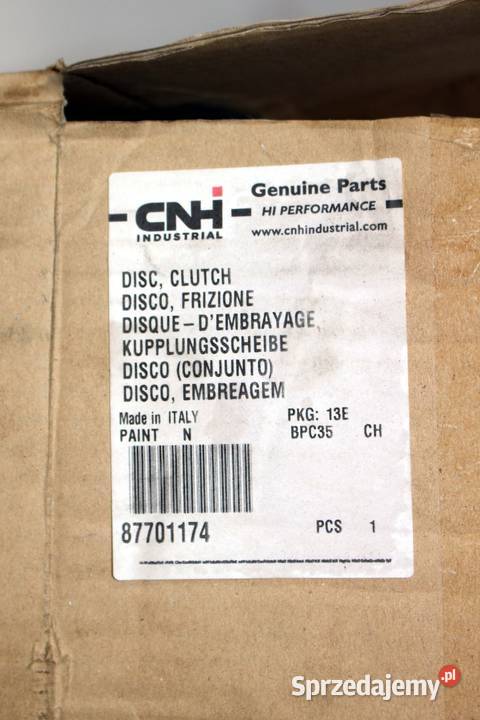 CNH
INDUSTRIAL
Genuine Parts
HI PERFORMANCE
www.cnhindustrial.com
DISC, CLUTCH
DISCO, FRIZIONE
DISQUE-D'EMBRAYAGE,
KUPPLUNGSSCHEIBE
DISCO (CONJUNTO)
DISCO, EMBREAGEM
Made in ITALY PKG: 13E
PAINT N BPC35 CH
87701174 PCS 1
Sprzedajemy.pl